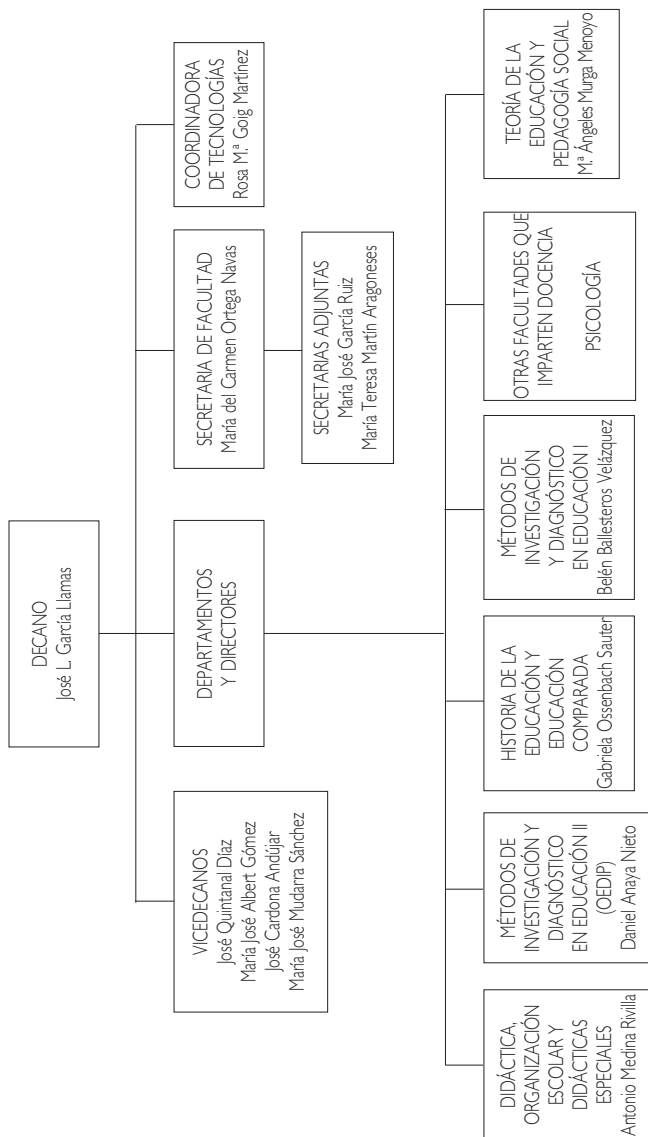 DECANO
José L. García Llamas
VICEDECANOS
José Quintanal Díaz
María José Albert Gómez
José Cardona Andújar
María José Mudarra Sánchez
DEPARTAMENTOS
Y DIRECTORES
SECRETARIA DE FACULTAD
María del Carmen Ortega Navas
COORDINADORA
DE TECNOLOGÍAS
Rosa M.ª Goig Martínez
SECRETARIAS ADJUNTAS
María José García Ruiz
María Teresa Martín Aragoneses
DIDÁCTICA,
ORGANIZACIÓN
ESCOLAR Y
DIDÁCTICAS
ESPECIALES
Antonio Medina Rivilla
MÉTODOS DE
INVESTIGACIÓN Y
DIAGNÓSTICO
EN EDUCACIÓN II
(OEDIP)
Daniel Anaya Nieto
HISTORIA DE LA
EDUCACIÓN Y
EDUCACIÓN
COMPARADA
Gabriela Ossenbach Sauter
MÉTODOS DE
INVESTIGACIÓN
Y DIAGNÓSTICO
EN EDUCACIÓN I
Belén Ballesteros Velázquez
OTRAS FACULTADES QUE
IMPARTEN DOCENCIA
PSICOLOGÍA
TEORÍA DE LA
EDUCACIÓN Y
PEDAGOGÍA SOCIAL
M.ª Ángeles Murga Menoyo